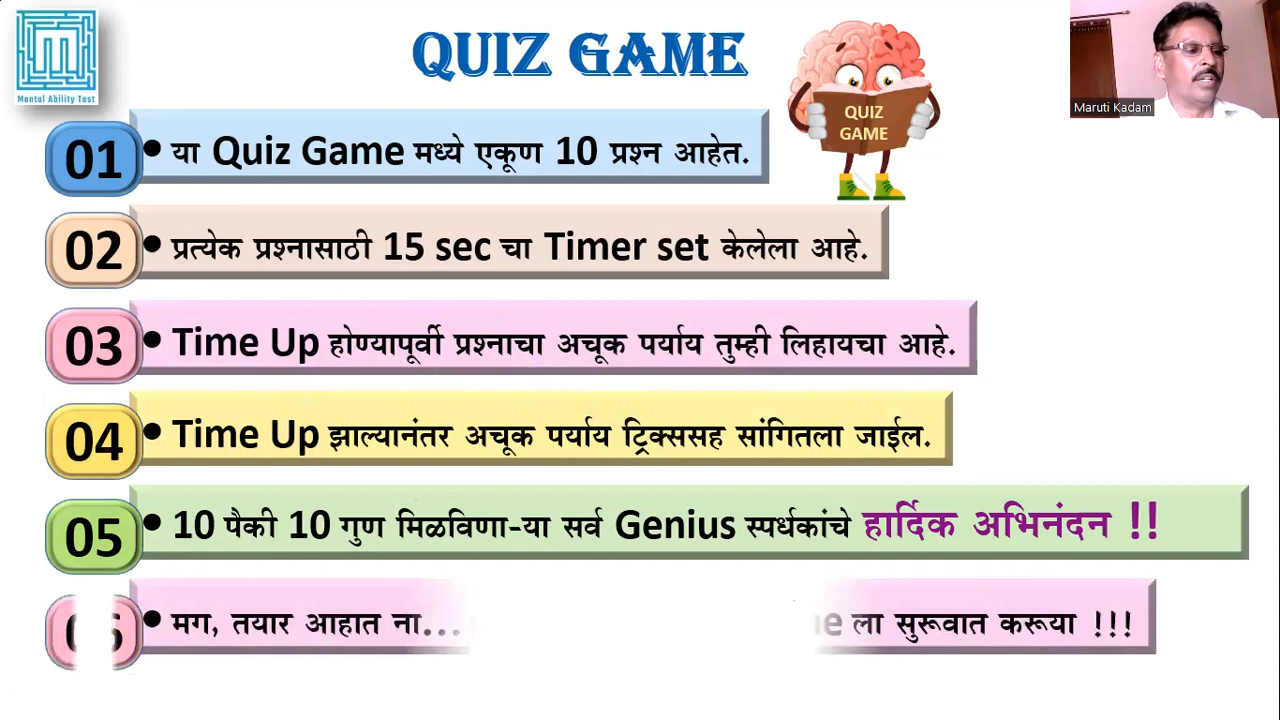 Mental Ability Test
QUIZ GAME
QUIZ
GAME
Maruti Kadam
01
• या Quiz Game मध्ये एकूण 10 प्रश्न आहेत.
02
• प्रत्येक प्रश्नासाठी 15 sec चा Timer set केलेला आहे.
03
• Time Up होण्यापूर्वी प्रश्नाचा अचूक पर्याय तुम्ही लिहायचा आहे.
04
• Time Up झाल्यानंतर अचूक पर्याय ट्रिक्ससह सांगितला जाईल.
05
• 10 पैकी 10 गुण मिळविणा-या सर्व Genius स्पर्धकांचे हार्दिक अभिनंदन !!
• मग, तयार आहात ना... ला सुरूवात करूया !!!